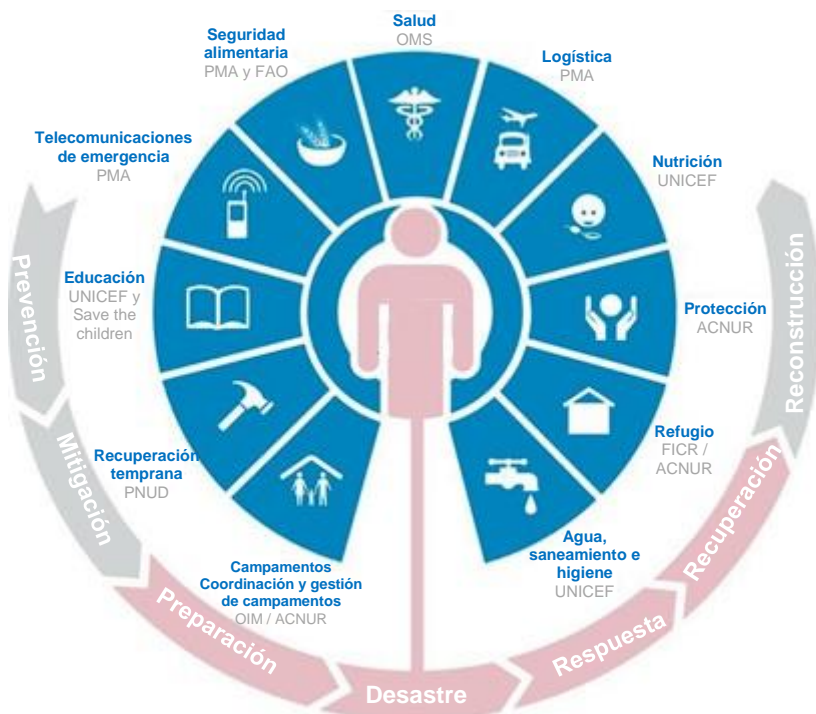 Salud
OMS
Seguridad
alimentaria
PMA y FAO
Logística
PMA
Telecomunicaciones
de emergencia
PMA
Nutrición
UNICEF
Educación
UNICEF y
Save the
children
Protección
ACNUR
Recuperación
temprana
PNUD
Refugio
FICR /
ACNUR
Campamentos
Coordinación y gestión
de campamentos
OIM / ACNUR
Agua,
saneamiento e
higiene
UNICEF
Prevención
Mitigación
Preparación
Desastre
Respuesta
Recuperación
Reconstrucción